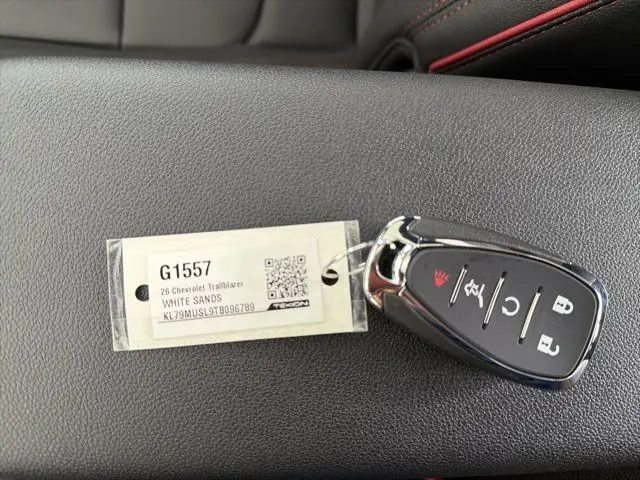 G1557
26 Chevrolet Trailblazer
WHITE SANDS
KL79MUSL9TB096789
TEKION